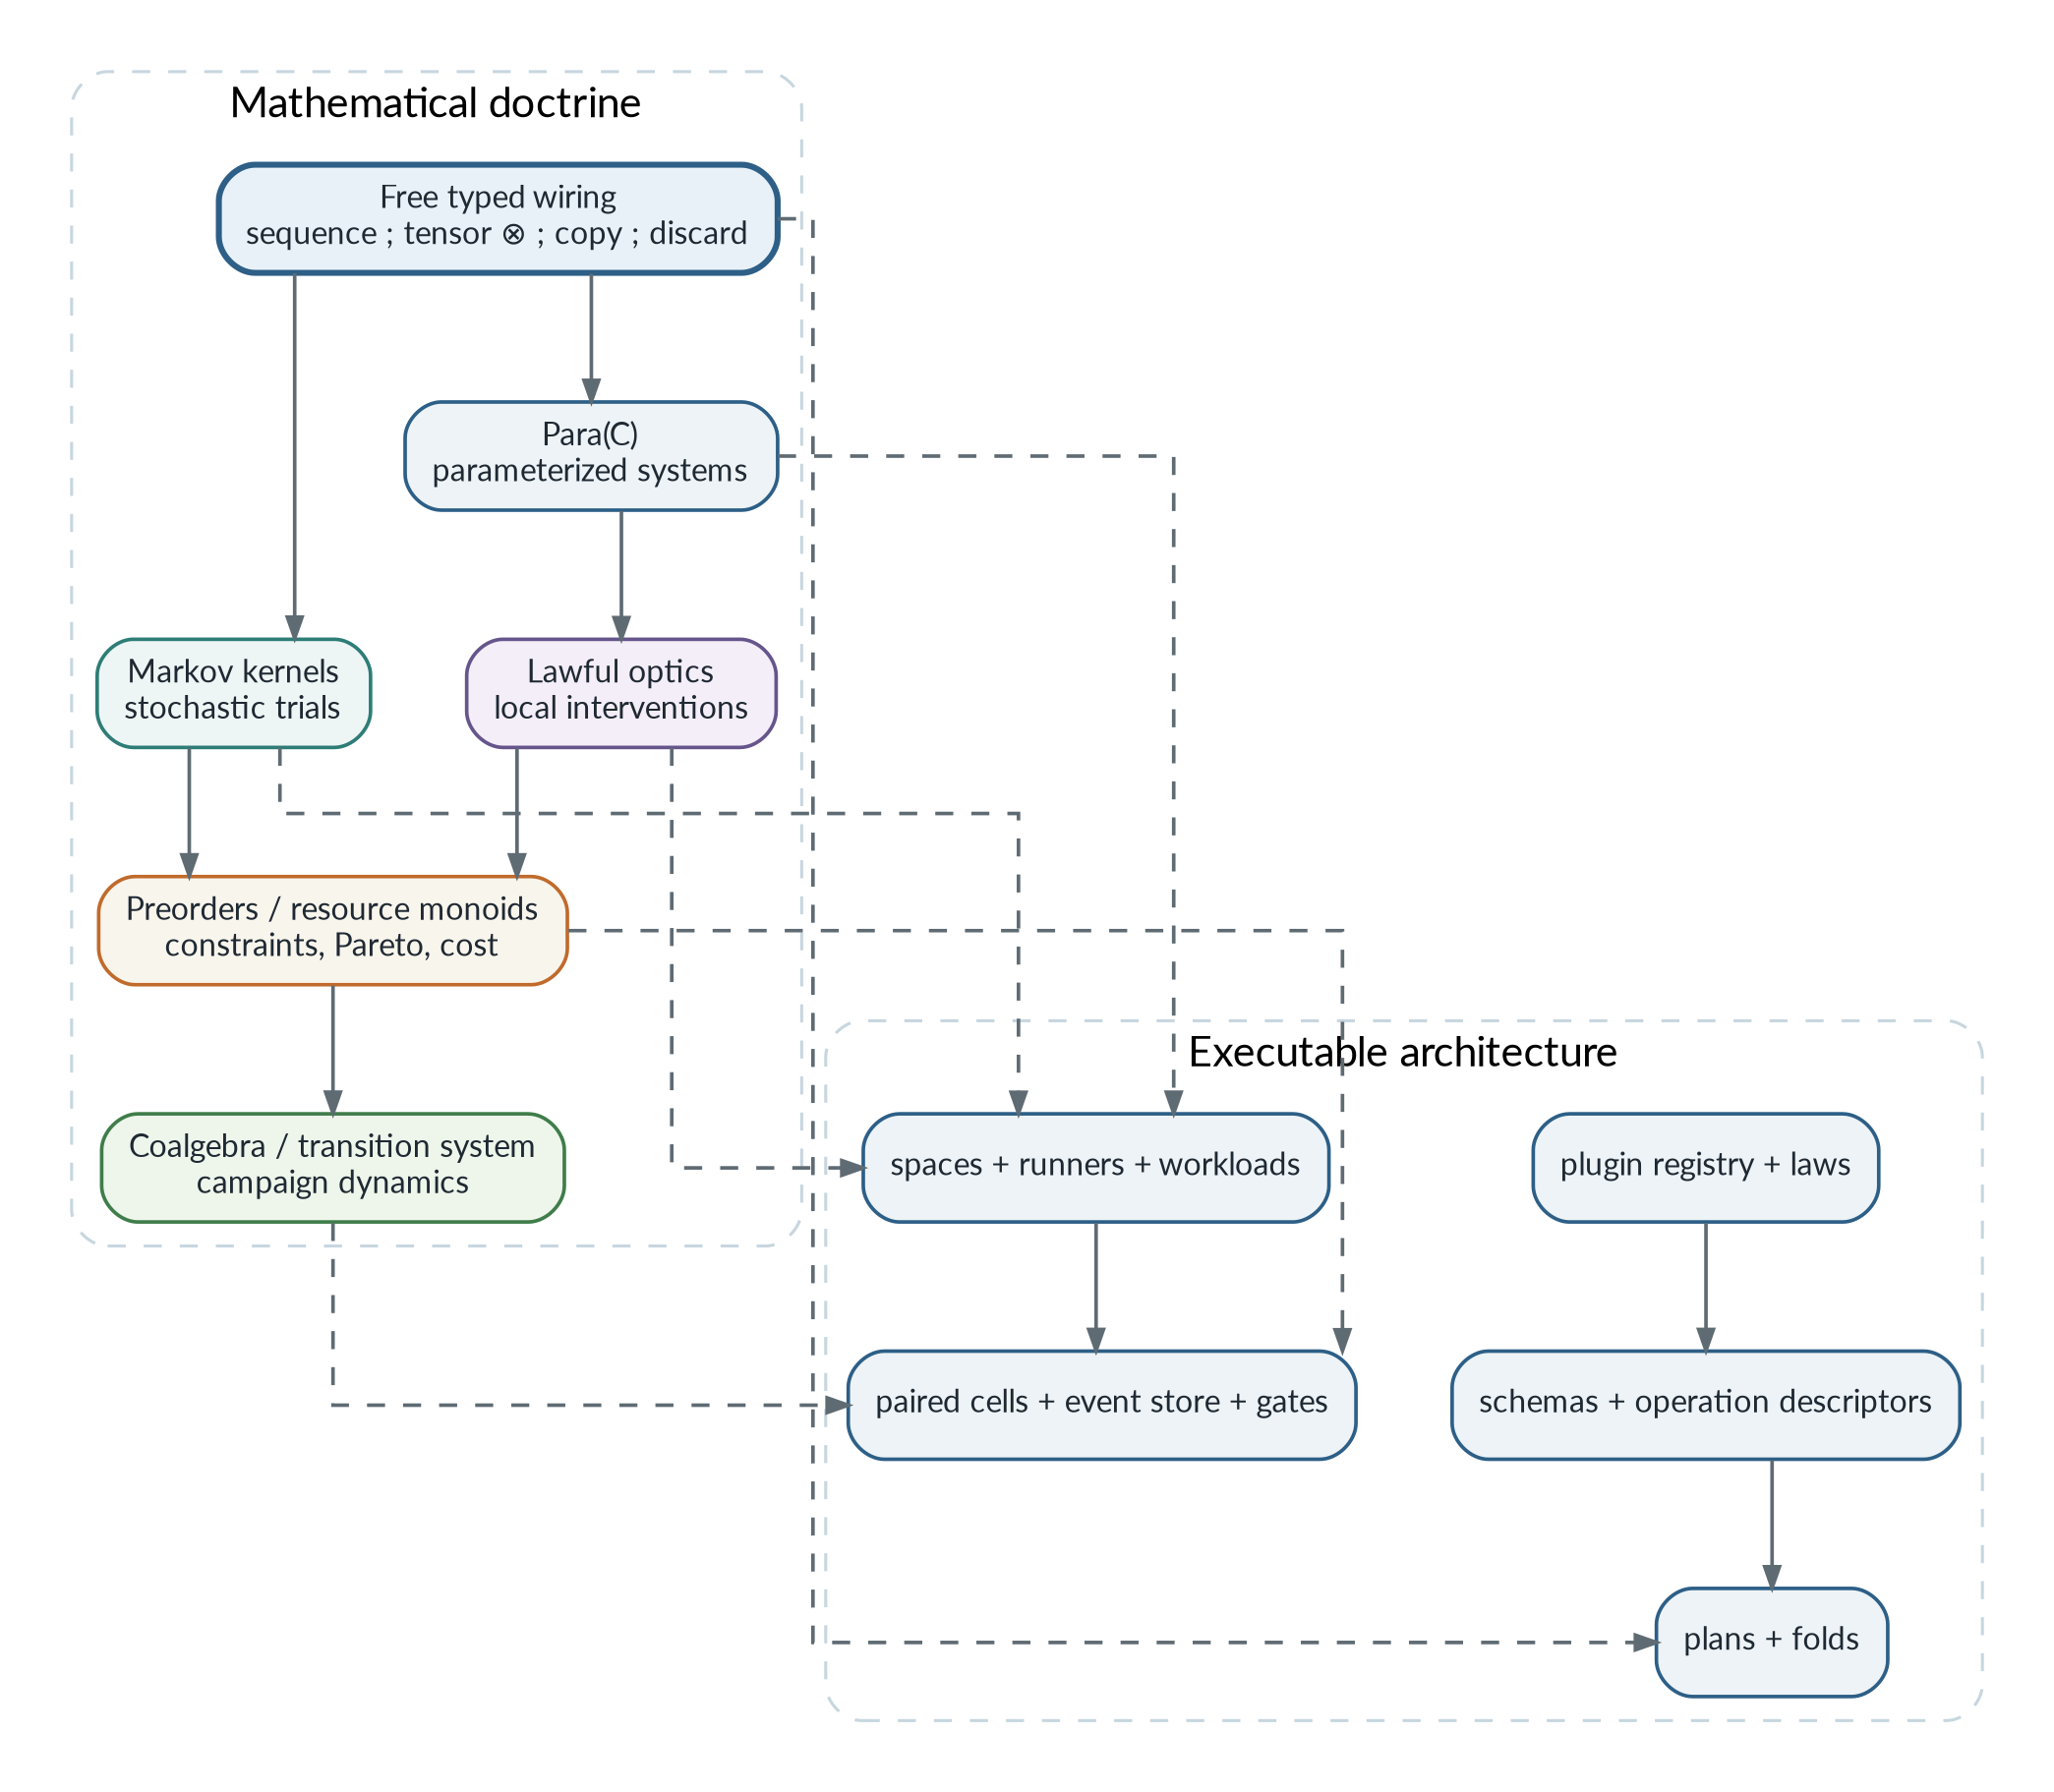 Mathematical doctrine
Free typed wiring
sequence ; tensor ⊗ ; copy ; discard
Para(C)
parameterized systems
Markov kernels
stochastic trials
Lawful optics
local interventions
Preorders / resource monoids
constraints, Pareto, cost
Executable architecture
Coalgebra / transition system
campaign dynamics
spaces + runners + workloads
plugin registry + laws
paired cells + event store + gates
schemas + operation descriptors
plans + folds